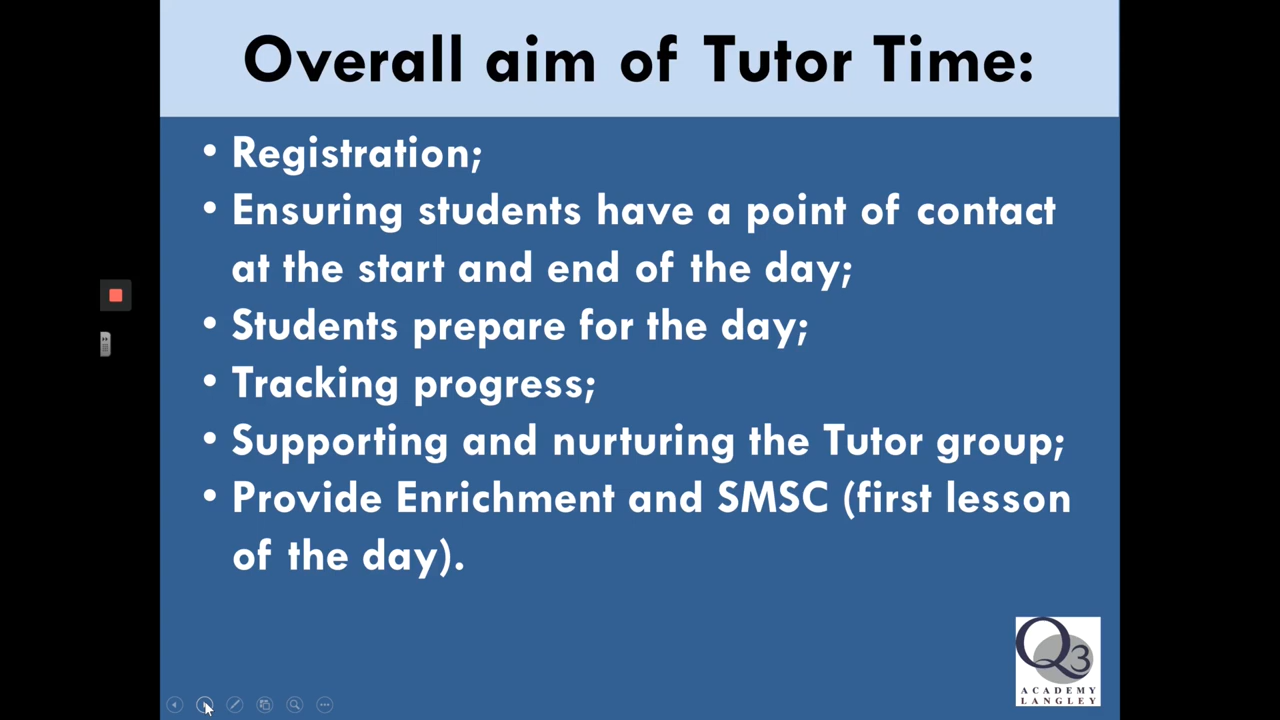 Overall aim of Tutor Time:
• Registration;
• Ensuring students have a point of contact
at the start and end of the day;
• Students prepare for the day;
• Tracking progress;
• Supporting and nurturing the Tutor group;
• Provide Enrichment and SMSC (first lesson
of the day).
Q3
ACADEMY
LANGLEY